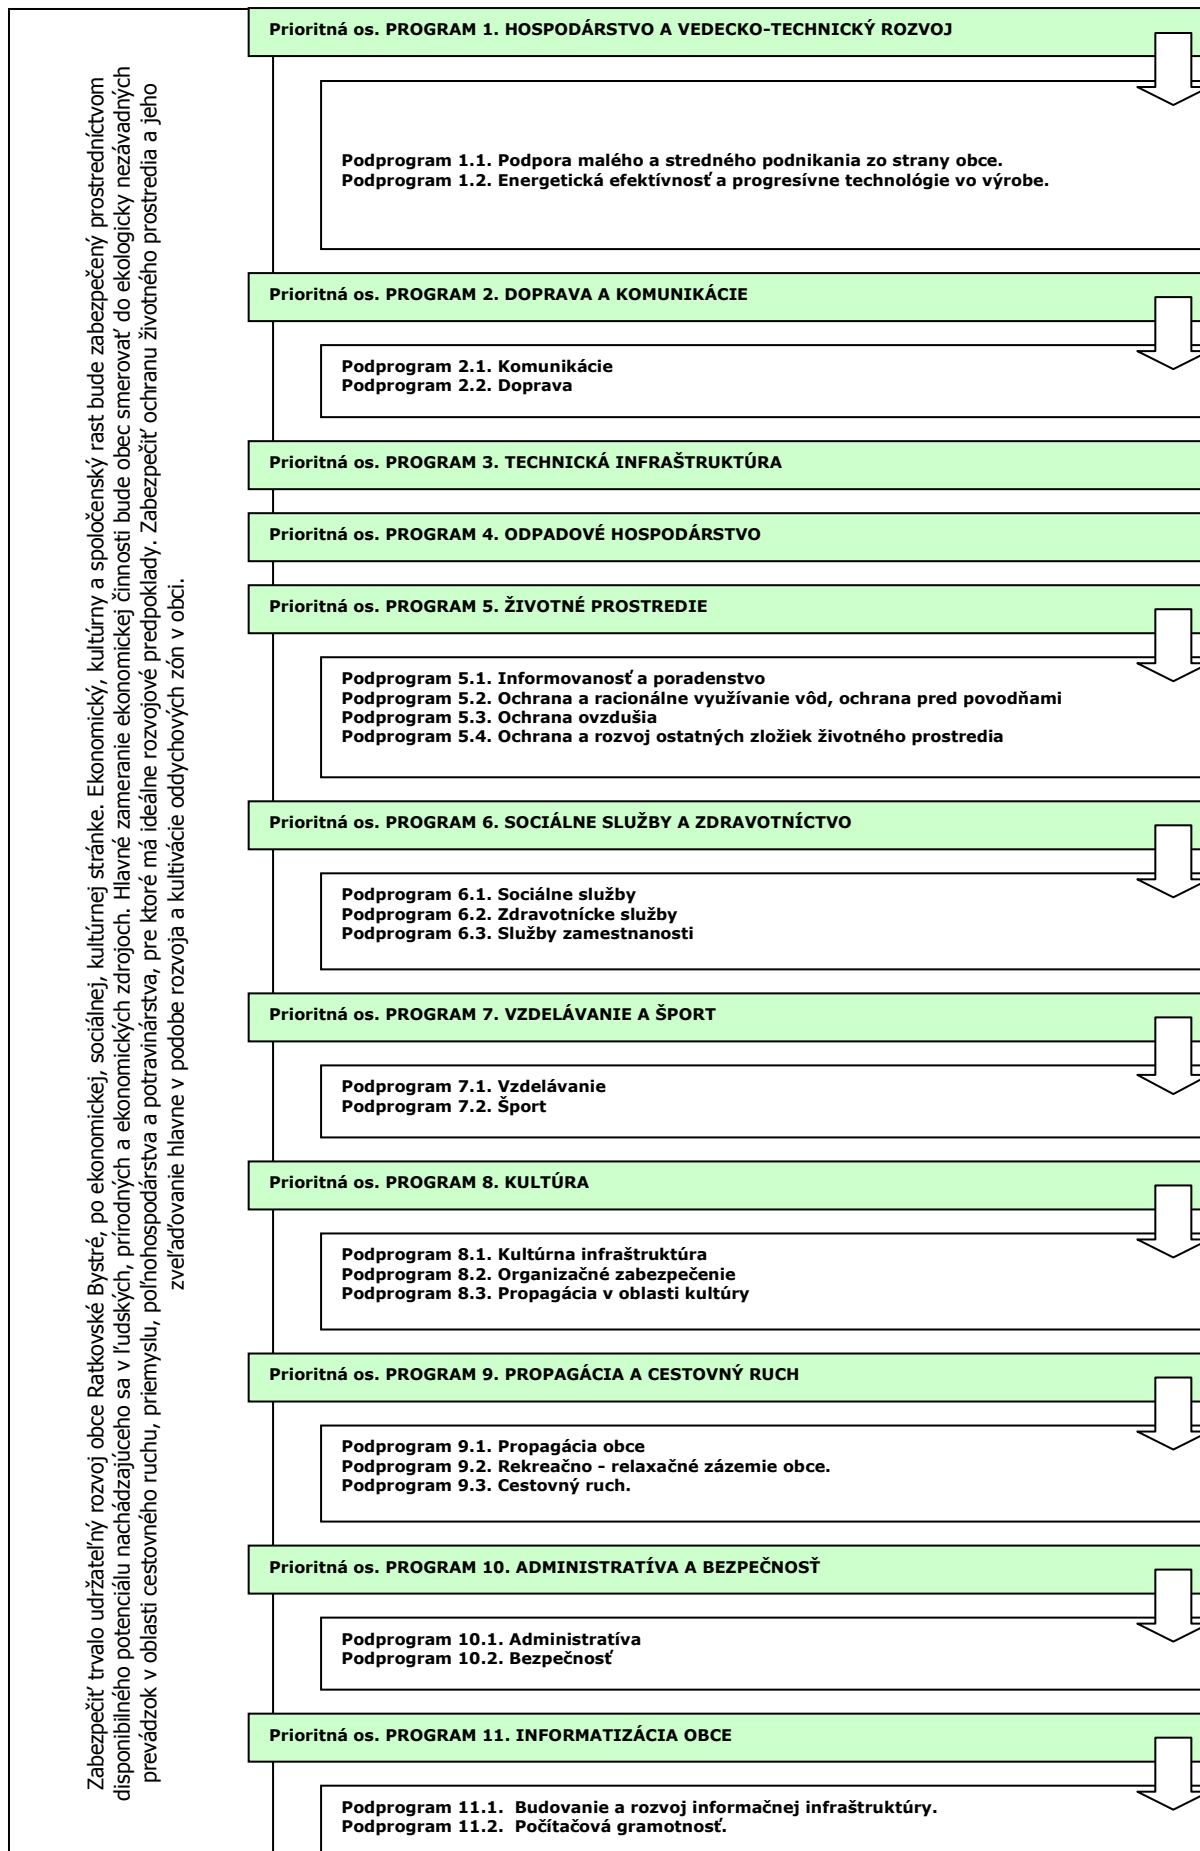 Zabezpečiť trvalo udržateľný rozvoj obce Ratkovské Bystré, po ekonomickej, sociálnej, kultúrnej stránke. Ekonomický, kultúrny a spoločenský rast bude zabezpečený prostredníctvom
disponibilného potenciálu nachádzajúceho sa v ľudských, prírodných a ekonomických zdrojoch. Hlavné zameranie ekonomickej činnosti bude obec smerovať do ekologicky nezávadných
prevádzok v oblasti cestovného ruchu, priemyslu, poľnohospodárstva a potravinárstva, pre ktoré má ideálne rozvojové predpoklady. Zabezpečiť ochranu životného prostredia a jeho
zveľaďovanie hlavne v podobe rozvoja a kultivácie oddychových zón v obci.
Prioritná os. PROGRAM 1. HOSPODÁRSTVO A VEDECKO-TECHNICKÝ ROZVOJ
Podprogram 1.1. Podpora malého a stredného podnikania zo strany obce.
Podprogram 1.2. Energetická efektívnosť a progresívne technológie vo výrobe.
Prioritná os. PROGRAM 2. DOPRAVA A KOMUNIKÁCIE
Podprogram 2.1. Komunikácie
Podprogram 2.2. Doprava
Prioritná os. PROGRAM 3. TECHNICKÁ INFRAŠTRUKTÚRA
Prioritná os. PROGRAM 4. ODPADOVÉ HOSPODÁRSTVO
Prioritná os. PROGRAM 5. ŽIVOTNÉ PROSTREDIE
Podprogram 5.1. Informovanosť a poradenstvo
Podprogram 5.2. Ochrana a racionálne využívanie vôd, ochrana pred povodňami
Podprogram 5.3. Ochrana ovzdušia
Podprogram 5.4. Ochrana a rozvoj ostatných zložiek životného prostredia
Prioritná os. PROGRAM 6. SOCIÁLNE SLUŽBY A ZDRAVOTNÍCTVO
Podprogram 6.1. Sociálne služby
Podprogram 6.2. Zdravotnícke služby
Podprogram 6.3. Služby zamestnanosti
Prioritná os. PROGRAM 7. VZDELÁVANIE A ŠPORT
Podprogram 7.1. Vzdelávanie
Podprogram 7.2. Šport
Prioritná os. PROGRAM 8. KULTÚRA
Podprogram 8.1. Kultúrna infraštruktúra
Podprogram 8.2. Organizačné zabezpečenie
Podprogram 8.3. Propagácia v oblasti kultúry
Prioritná os. PROGRAM 9. PROPAGÁCIA A CESTOVNÝ RUCH
Podprogram 9.1. Propagácia obce
Podprogram 9.2. Rekreačno - relaxačné zázemie obce.
Podprogram 9.3. Cestovný ruch.
Prioritná os. PROGRAM 10. ADMINISTRATÍVA A BEZPEČNOSŤ
Podprogram 10.1. Administratíva
Podprogram 10.2. Bezpečnosť
Prioritná os. PROGRAM 11. INFORMATIZÁCIA OBCE
Podprogram 11.1. Budovanie a rozvoj informačnej infraštruktúry.
Podprogram 11.2. Počítačová gramotnosť.